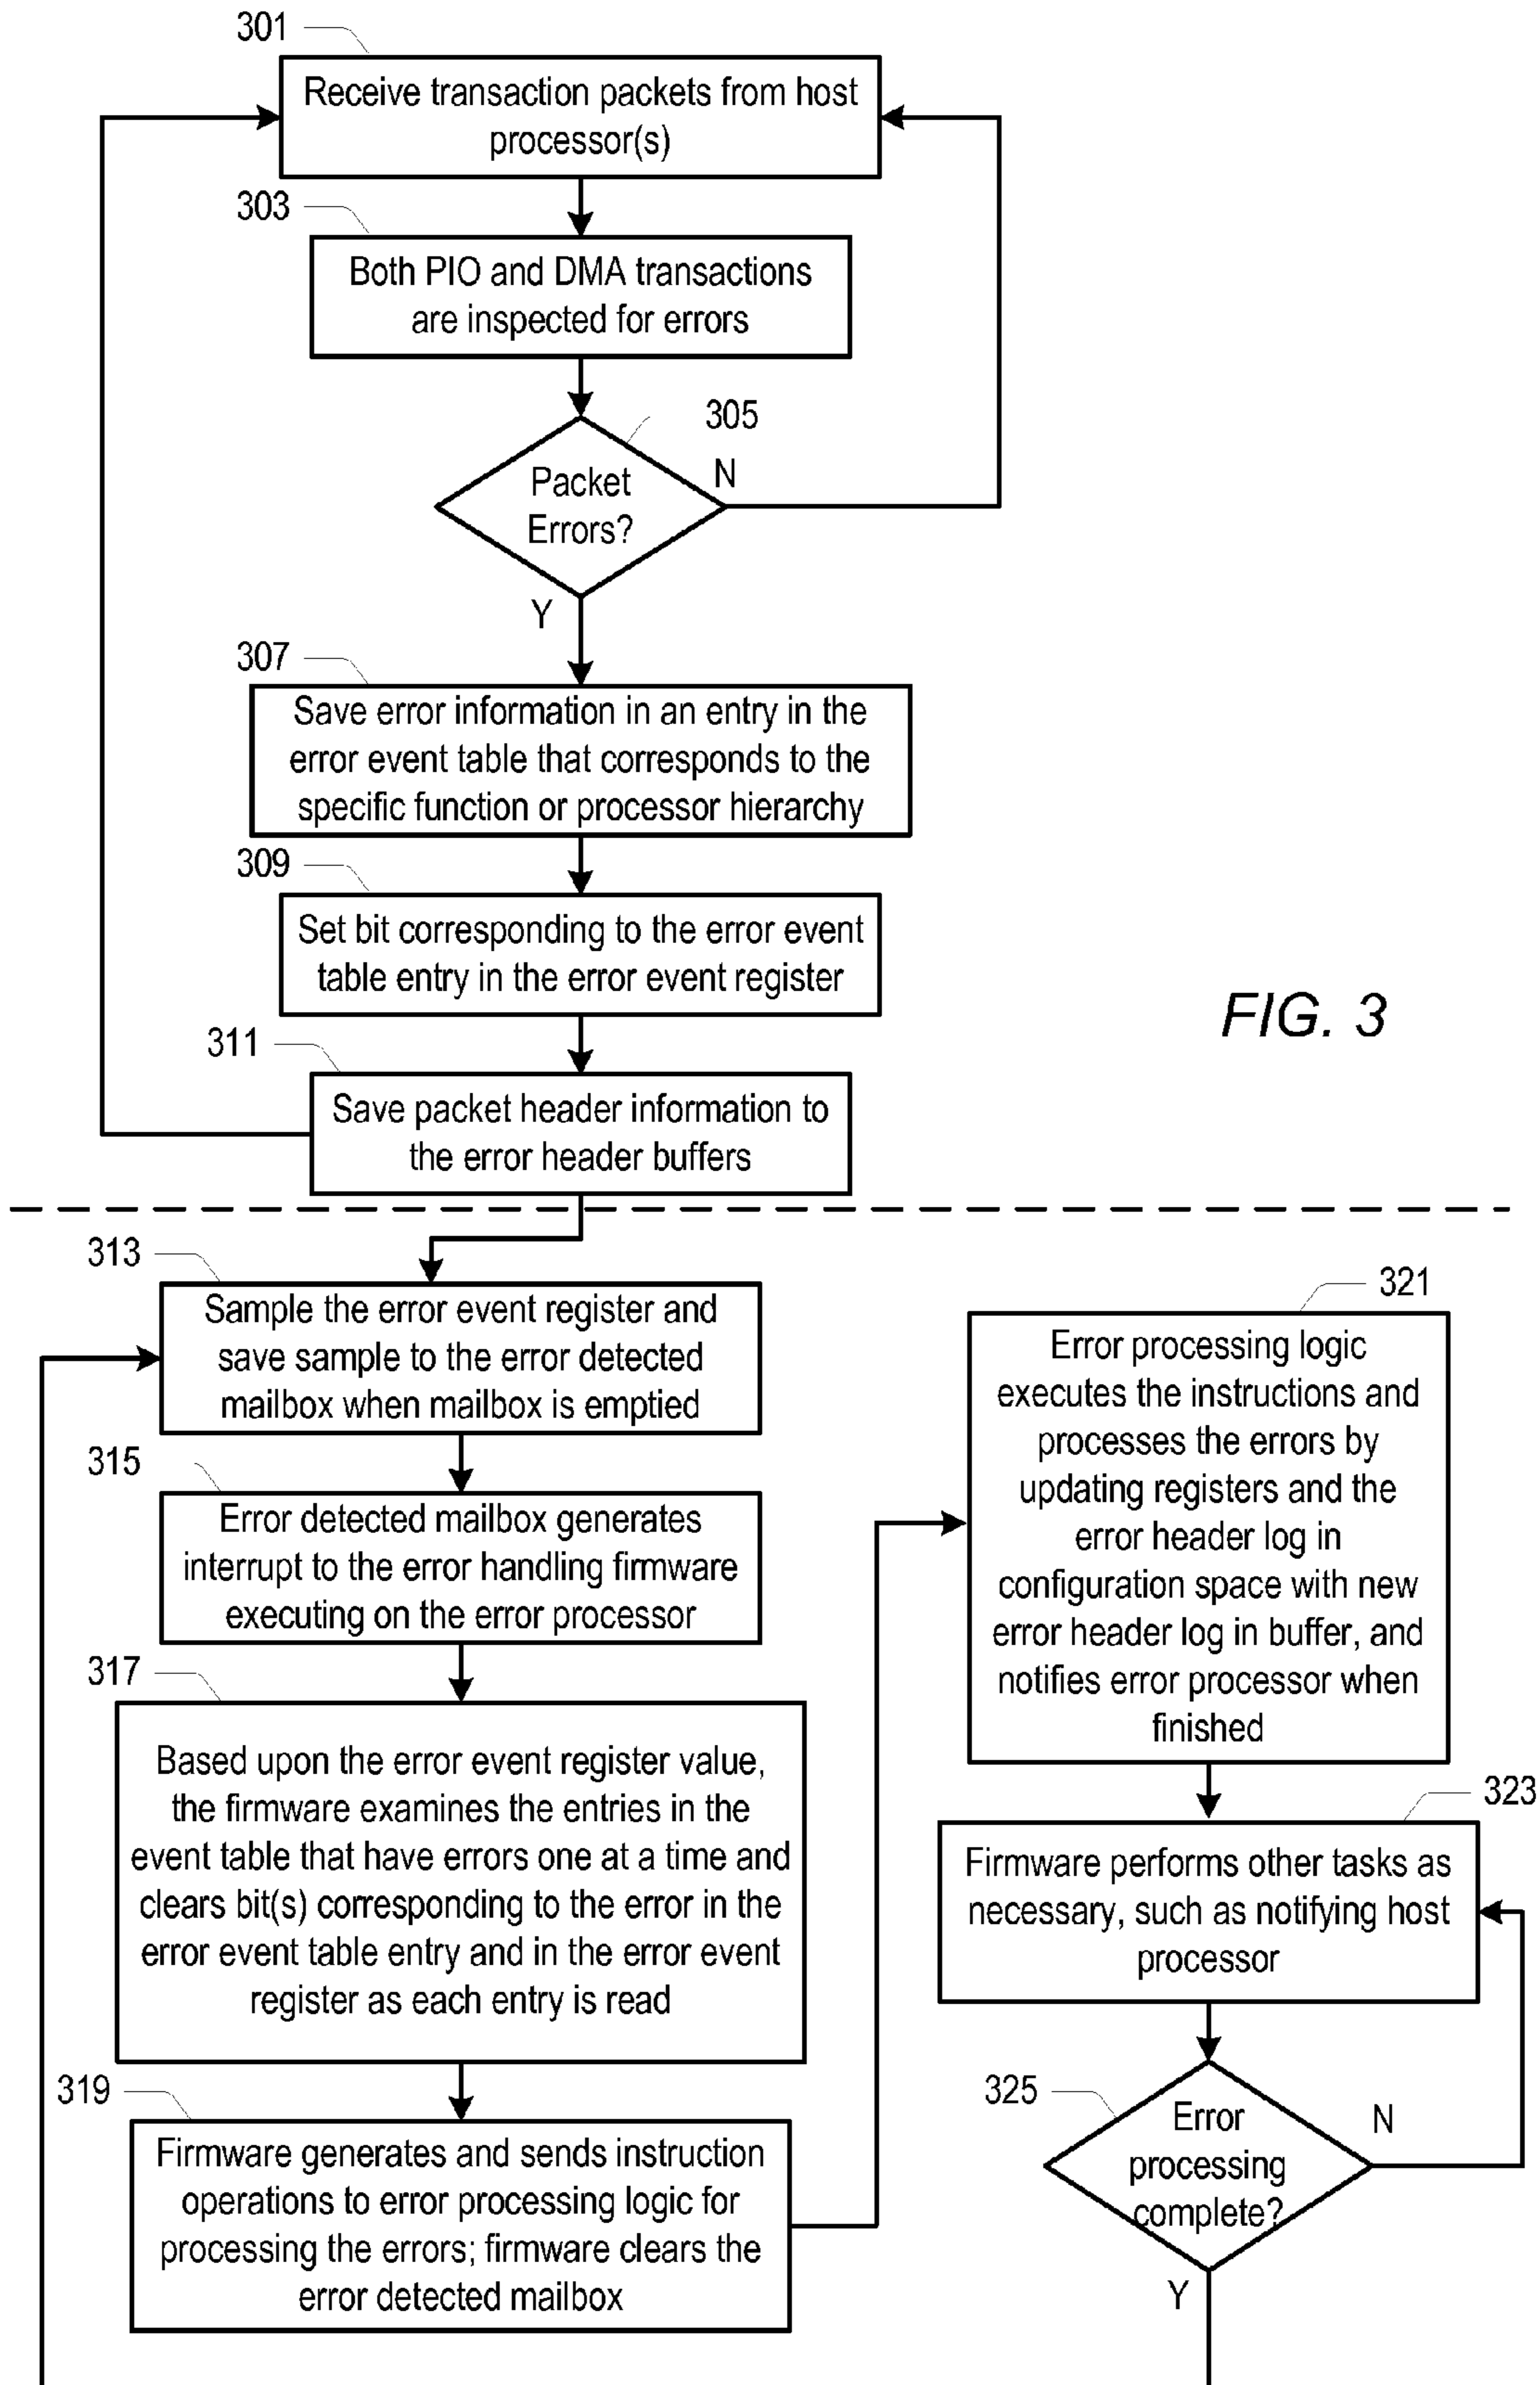 301
Receive transaction packets from host
processor(s)
303
Both PIO and DMA transactions
are inspected for errors
305
Packet
Errors?
N
Y
307
Save error information in an entry in the
error event table that corresponds to the
specific function or processor hierarchy
309
Set bit corresponding to the error event
table entry in the error event register
FIG. 3
311
Save packet header information to
the error header buffers
313
Sample the error event register and
save sample to the error detected
mailbox when mailbox is emptied
315
Error detected mailbox generates
interrupt to the error handling firmware
executing on the error processor
317
Based upon the error event register value,
the firmware examines the entries in the
event table that have errors one at a time and
clears bit(s) corresponding to the error in the
error event table entry and in the error event
register as each entry is read
319
Firmware generates and sends instruction
operations to error processing logic for
processing the errors; firmware clears the
error detected mailbox
321
Error processing logic
executes the instructions and
processes the errors by
updating registers and the
error header log in
configuration space with new
error header log in buffer, and
notifies error processor when
finished
323
Firmware performs other tasks as
necessary, such as notifying host
processor
325
Error
processing
complete?
N
Y